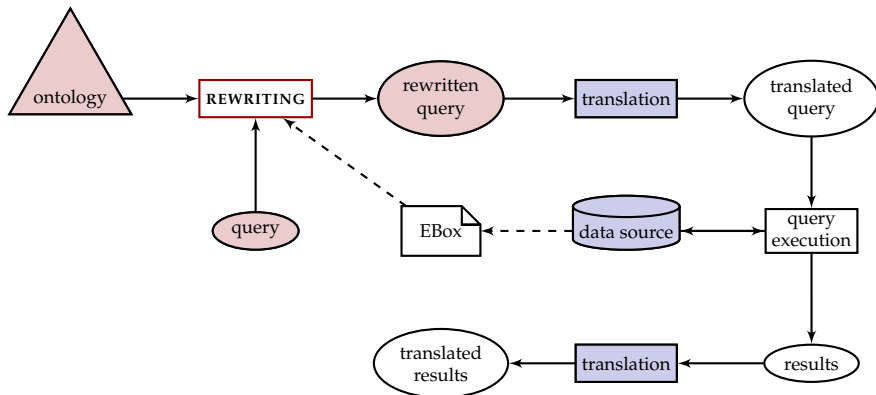 ontology
REWRITING
rewritten
query
translation
translated
query
query
EBox
data source
query
execution
translated
results
translation
results